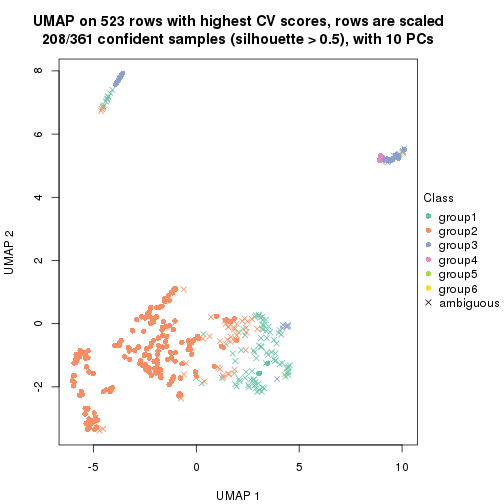 UMAP on 523 rows with highest CV scores, rows are scaled
208/361 confident samples (silhouette > 0.5), with 10 PCs
8
6
4
2
0
-2
UMAP 2
-5
0
5
10
UMAP 1
Class
group1
group2
group3
group4
group5
group6
ambiguous